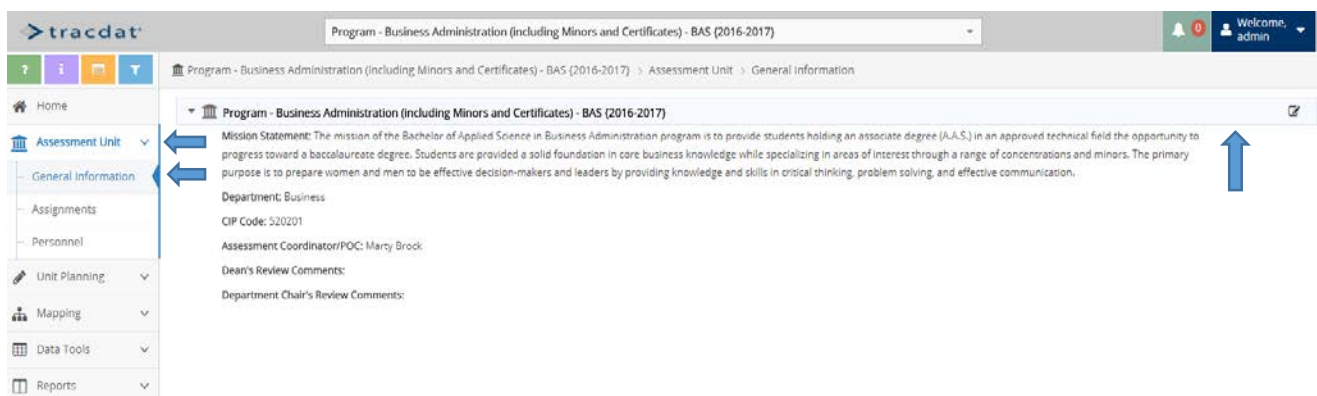 tracdat
Program - Business Administration (including Minors and Certificates) - BAS (2016-2017)
0
Welcome,
admin
? i
Program - Business Administration (including Minors and Certificates) - BAS (2016-2017) > Assessment Unit > General Information
Home
Assessment Unit
General Information
Assignments
Personnel
Unit Planning
Mapping
Data Tools
Reports
Program - Business Administration (including Minors and Certificates) - BAS (2016-2017)
Mission Statement: The mission of the Bachelor of Applied Science in Business Administration program is to provide students holding an associate degree (A.A.S.) in an approved technical field the opportunity to
progress toward a baccalaureate degree. Students are provided a solid foundation in core business knowledge while specializing in areas of interest through a range of concentrations and minors. The primary
purpose is to prepare women and men to be effective decision-makers and leaders by providing knowledge and skills in critical thinking, problem solving, and effective communication.
Department: Business
CIP Code: 520201
Assessment Coordinator/POC: Marty Brock
Dean's Review Comments:
Department Chair's Review Comments: